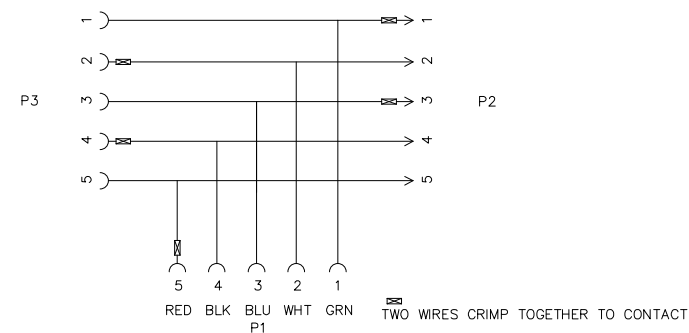 1 1
2 2
P3 3 3 P2
4 4
5 5
5 4 3 2 1
RED BLK BLU WHT GRN
P1
TWO WIRES CRIMP TOGETHER TO CONTACT